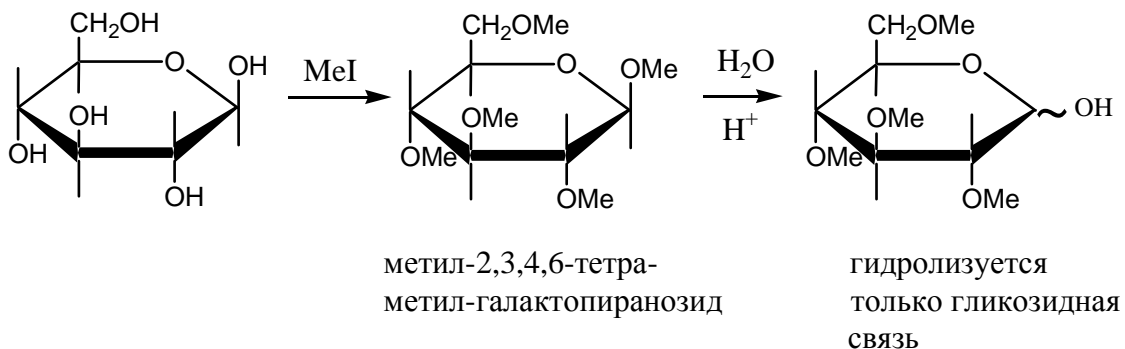 CH₂OH
O
OH
OH
OH
OH
MeI
CH₂OMe
O
OMe
OMe
OMe
OMe
H₂O
H⁺
CH₂OMe
O
OH
OMe
OMe
OMe
метил-2,3,4,6-тетра-
метил-галактопиранозид
гидролизуется
только гликозидная
связь